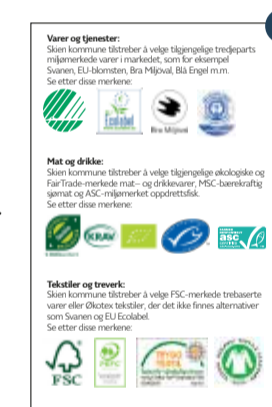 Varer og tjenester:
Skien kommune tilstreber å velge tilgjengelige tredjeparts
miljømerkede varer i markedet, som for eksempel
Svanen, EU-blomsten, Bra Miljøval, Blå Engel m.m.
Se etter disse merkene:
Ecolabel
Bra Miljöval
Mat og drikke:
Skien kommune tilstreber å velge tilgjengelige økologiske og
FairTrade-merkede mat– og drikkevarer, MSC-bærekraftig
sjømat og ASC-miljømerket oppdrettsfisk.
Se etter disse merkene:
KRAV
asc
Tekstiler og treverk:
Skien kommune tilstreber å velge FSC-merkede trebaserte
varer eller Økotex tekstiler, der det ikke finnes alternativer
som Svanen og EU Ecolabel.
Se etter disse merkene:
FSC
PEFC